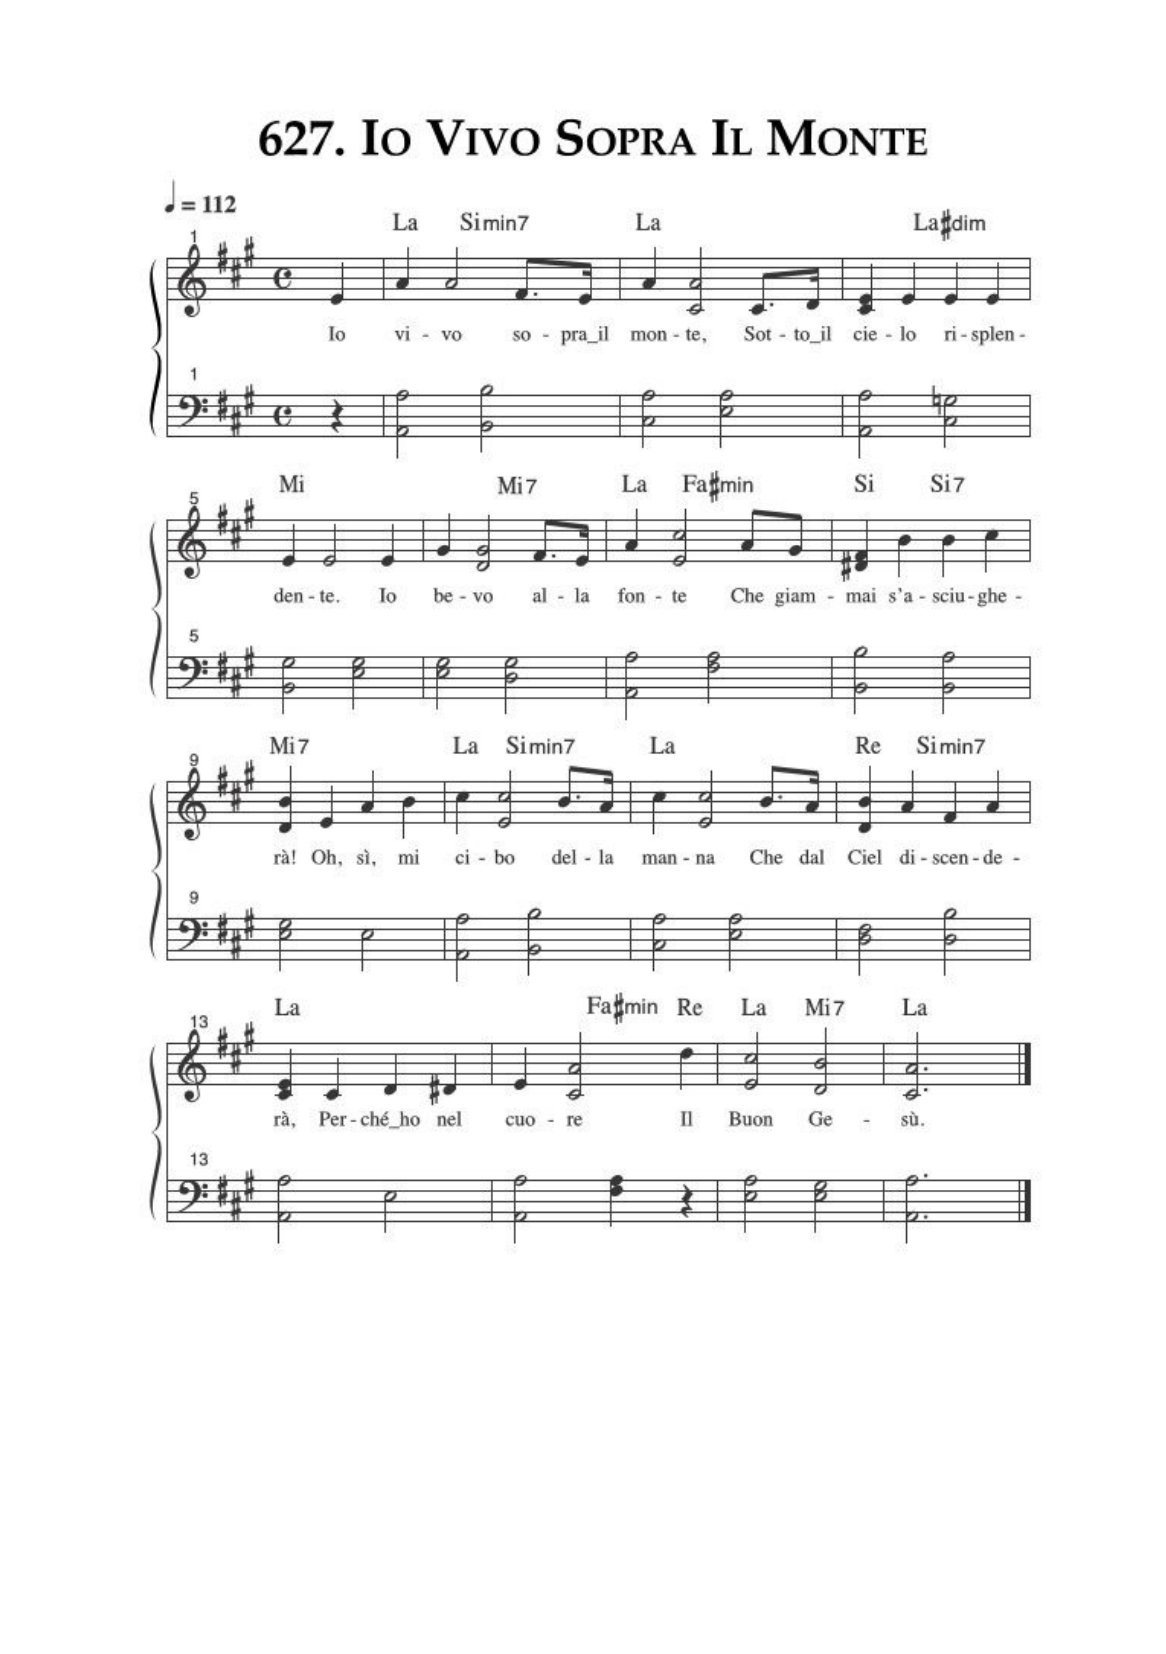 627. Io Vivo Sopra Il Monte
♩ = 112
La Simin7 La La♯dim
1
Io vi - vo so - pra_il mon - te, Sot - to_il cie - lo ri - splen -
1
Mi Mi7 La Fa♯min Si Si7
5
den - te. Io be - vo al - la fon - te Che giam - mai s'a - sciu - ghe -
5
Mi7 La Simin7 La Re Simin7
9
rà! Oh, sì, mi ci - bo del - la man - na Che dal Ciel di - scen - de -
9
La Fa♯min Re La Mi7 La
13
rà, Per - ché_ho nel cuo - re Il Buon Ge - sù.
13